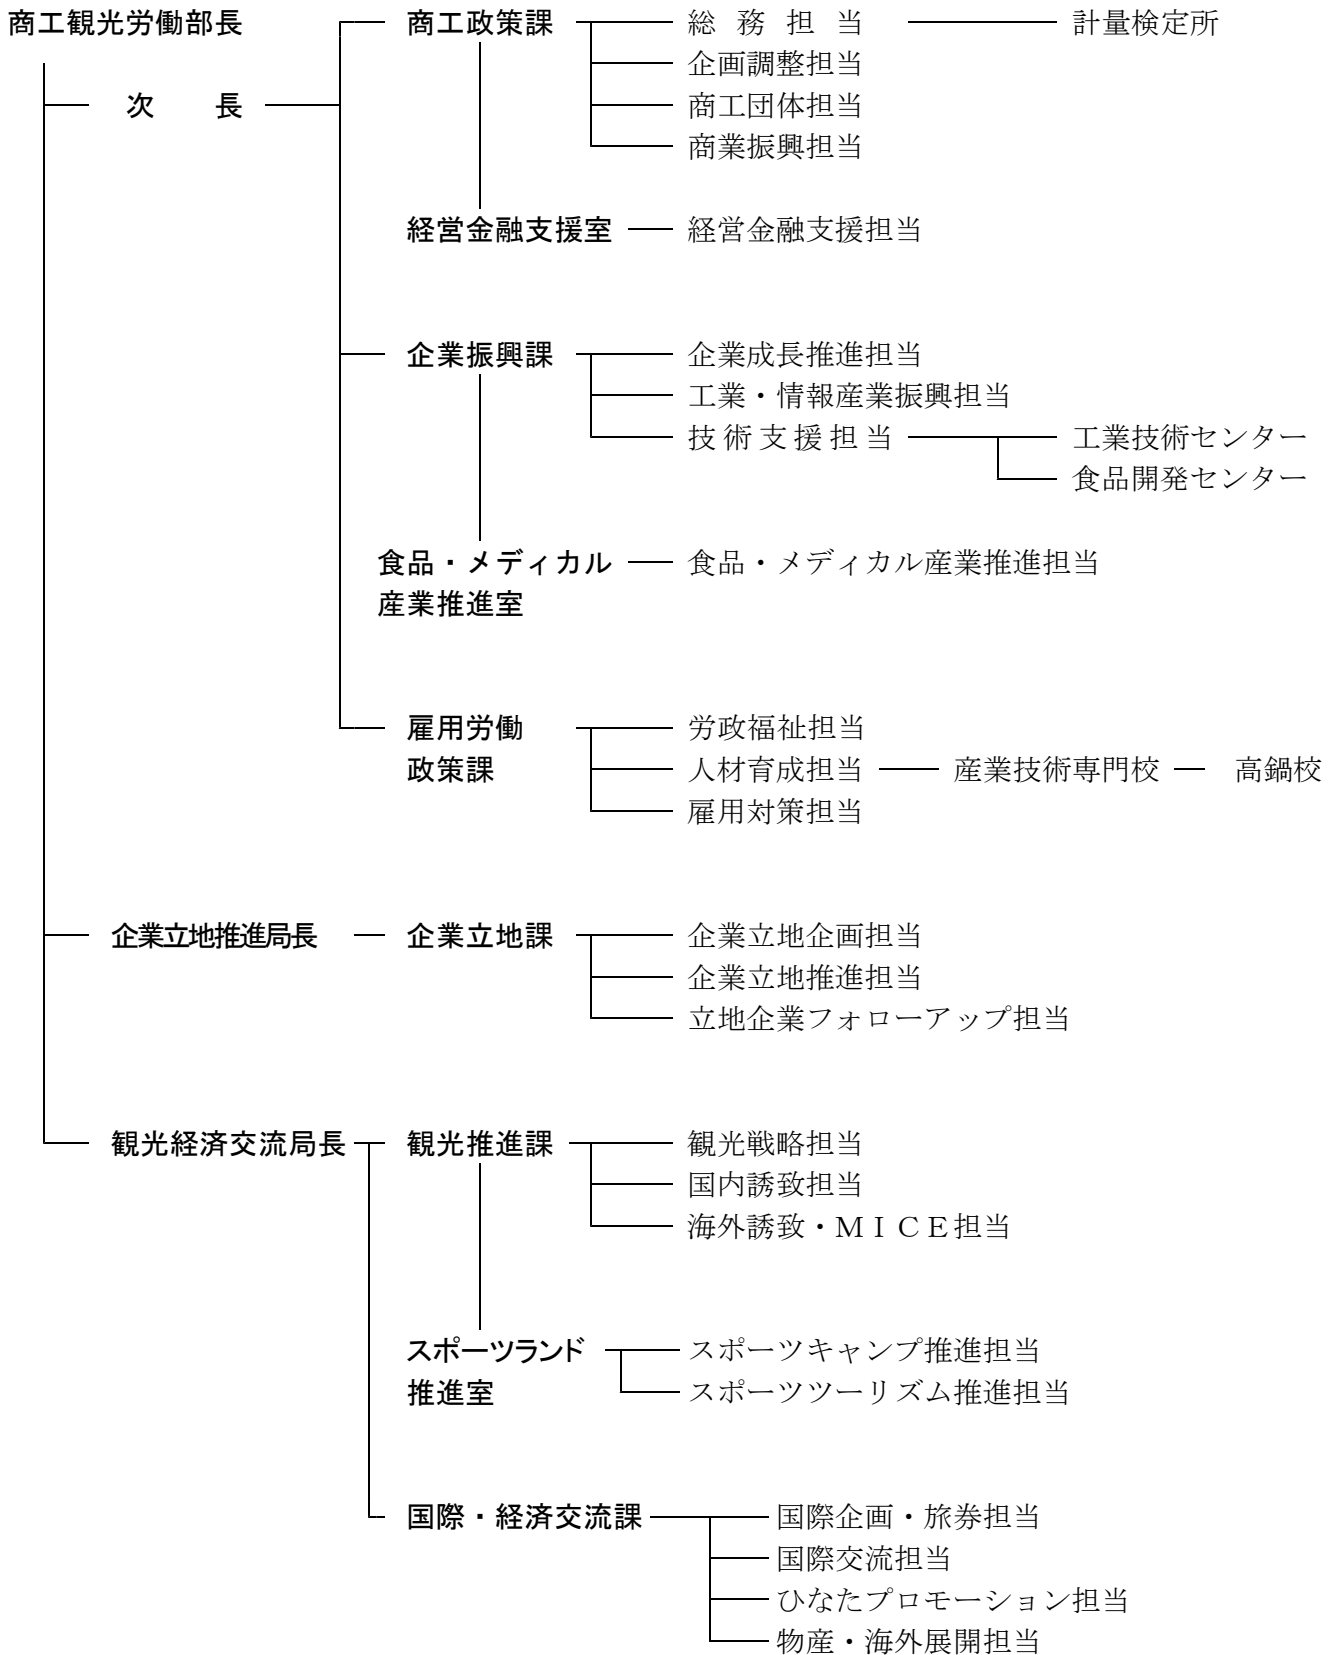 商工観光労働部長 商工政策課 総務担当 計量検定所
企画調整担当
次　　長 商工団体担当
商業振興担当
経営金融支援室 経営金融支援担当
企業振興課 企業成長推進担当
工業・情報産業振興担当
技術支援担当 工業技術センター
食品開発センター
食品・メディカル 食品・メディカル産業推進担当
産業推進室
雇用労働 労政福祉担当
政策課 人材育成担当 産業技術専門校 高鍋校
雇用対策担当
企業立地推進局長 企業立地課 企業立地企画担当
企業立地推進担当
立地企業フォローアップ担当
観光経済交流局長 観光推進課 観光戦略担当
国内誘致担当
海外誘致・ＭＩＣＥ担当
スポーツランド スポーツキャンプ推進担当
推進室 スポーツツーリズム推進担当
国際・経済交流課 国際企画・旅券担当
国際交流担当
ひなたプロモーション担当
物産・海外展開担当